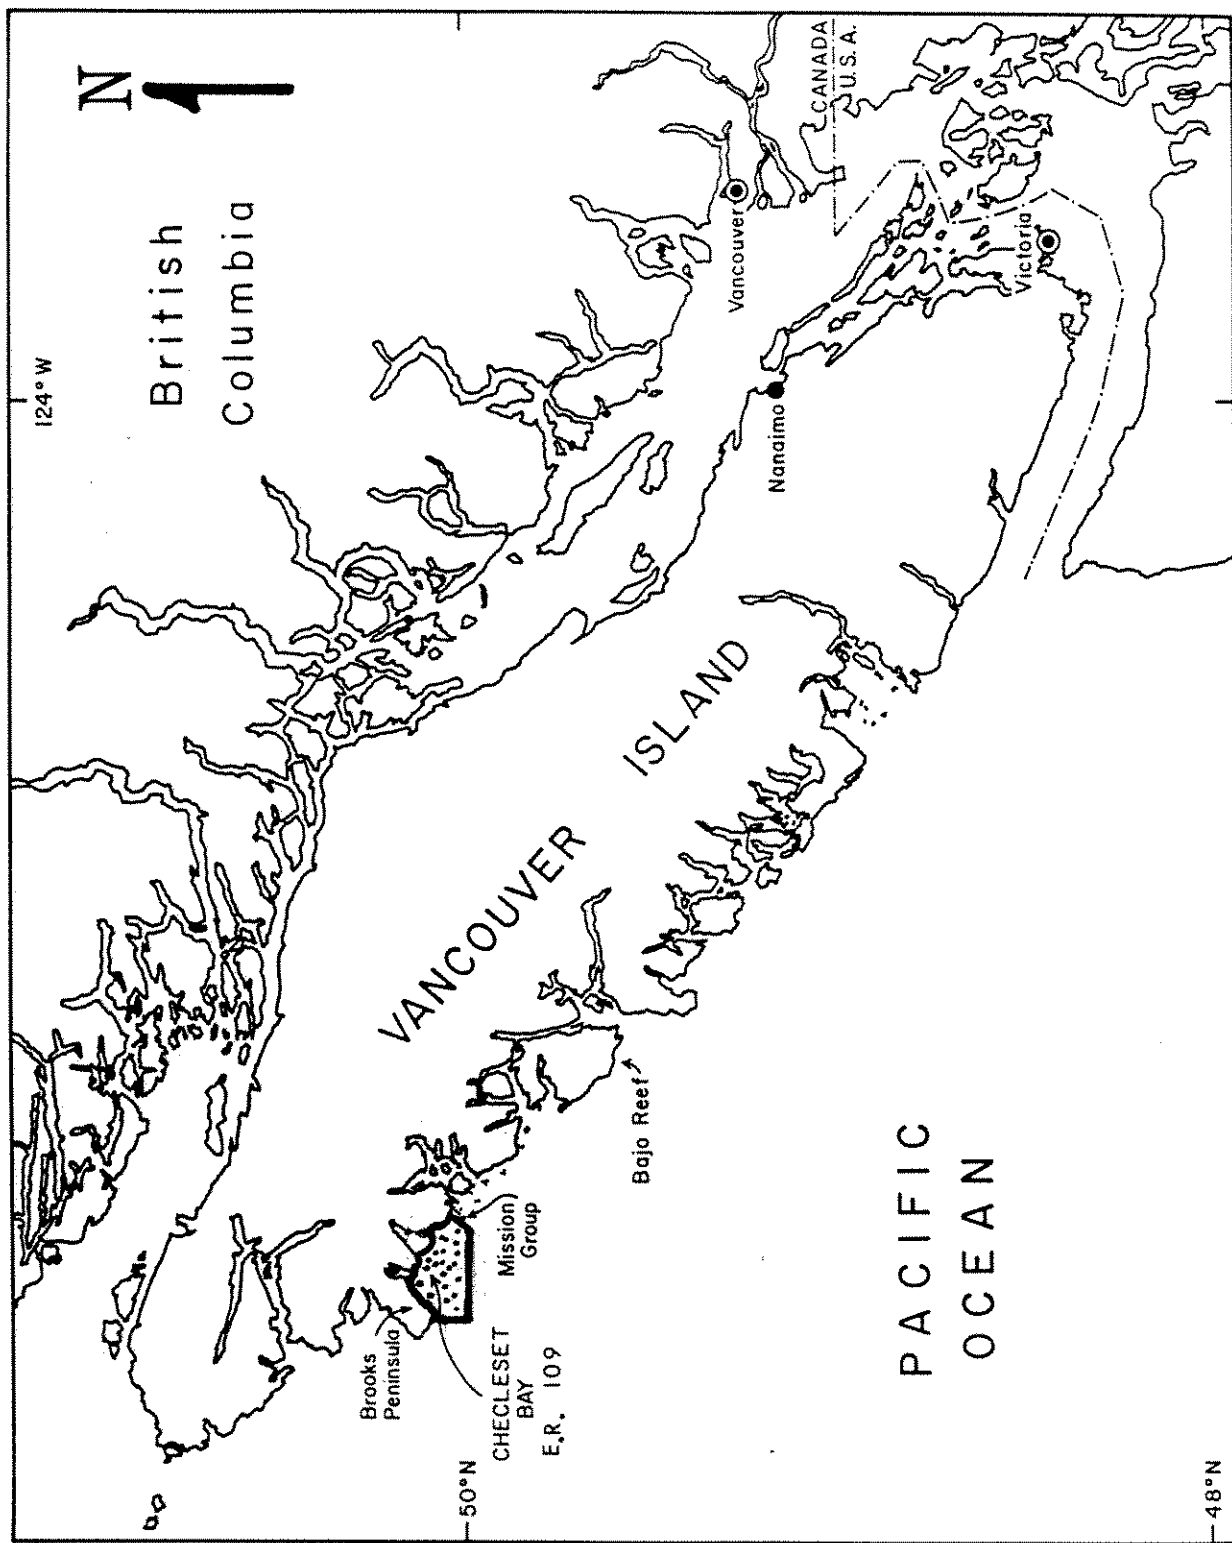 N
British
Columbia
124°W
CANADA
U.S.A.
Vancouver
Victoria
Nanaimo
VANCOUVER
ISLAND
Bajo Reef
Mission
Group
Brooks
Peninsula
CHECLESET
BAY
E.R. 109
PACIFIC
OCEAN
50°N
48°N